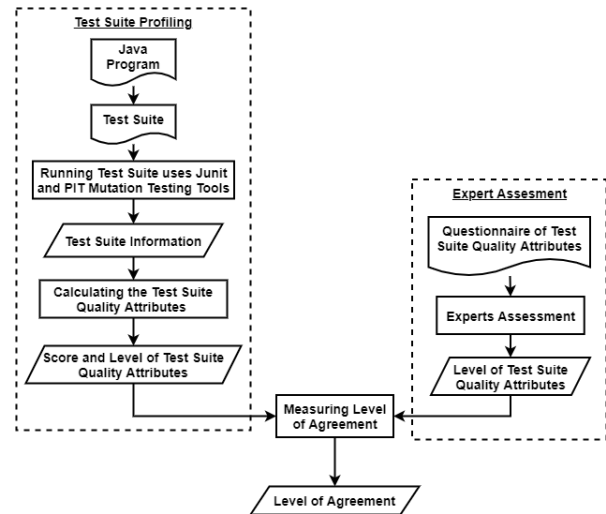 Test Suite Profiling
Java
Program
Test Suite
Running Test Suite uses Junit
and PIT Mutation Testing Tools
Test Suite Information
Calculating the Test Suite
Quality Attributes
Score and Level of Test Suite
Quality Attributes
Expert Assesment
Questionnaire of Test
Suite Quality Attributes
Experts Assessment
Level of Test Suite
Quality Attributes
Measuring Level
of Agreement
Level of Agreement